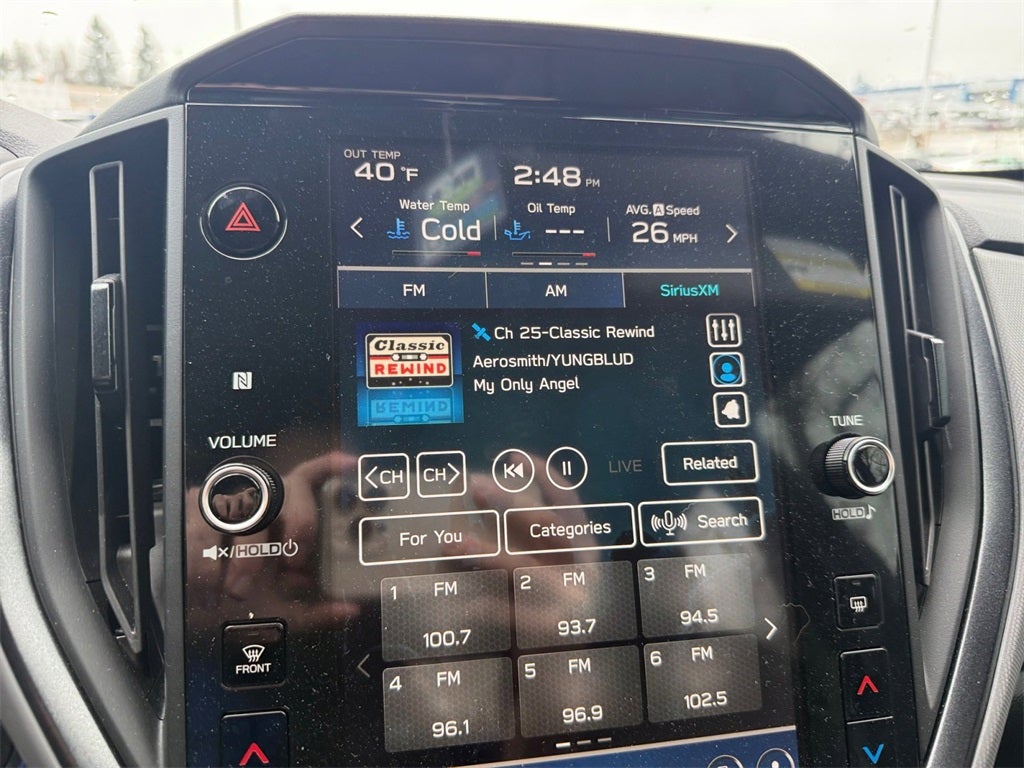 OUT TEMP
40 °F
2:48 PM
Water Temp
Cold
Oil Temp
---
AVG. A Speed
26 MPH
FM
AM
SiriusXM
Classic
REWIND
Ch 25-Classic Rewind
Aerosmith/YUNGBLUD
My Only Angel
VOLUME
TUNE
<CH
CH>
LIVE
Related
HOLD
/HOLD
For You
Categories
Search
1 FM
100.7
2 FM
93.7
3 FM
94.5
4 FM
96.1
5 FM
96.9
6 FM
102.5
FRONT